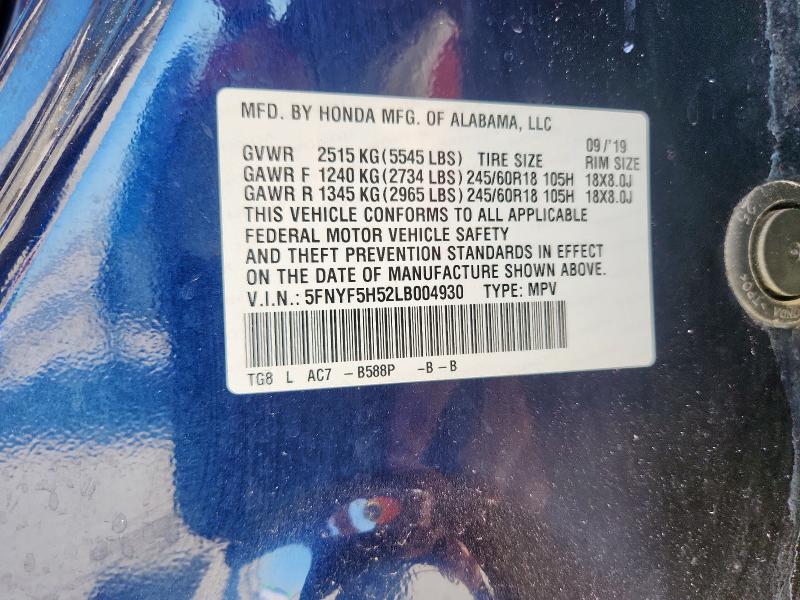 MFD. BY HONDA MFG. OF ALABAMA, LLC
09/'19
GVWR 2515 KG (5545 LBS) TIRE SIZE RIM SIZE
GAWR F 1240 KG (2734 LBS) 245/60R18 105H 18X8.0J
GAWR R 1345 KG (2965 LBS) 245/60R18 105H 18X8.0J
THIS VEHICLE CONFORMS TO ALL APPLICABLE
FEDERAL MOTOR VEHICLE SAFETY
AND THEFT PREVENTION STANDARDS IN EFFECT
ON THE DATE OF MANUFACTURE SHOWN ABOVE.
V.I.N.: 5FNYF5H52LB004930 TYPE: MPV
TG8 L AC7 -B588P -B-B